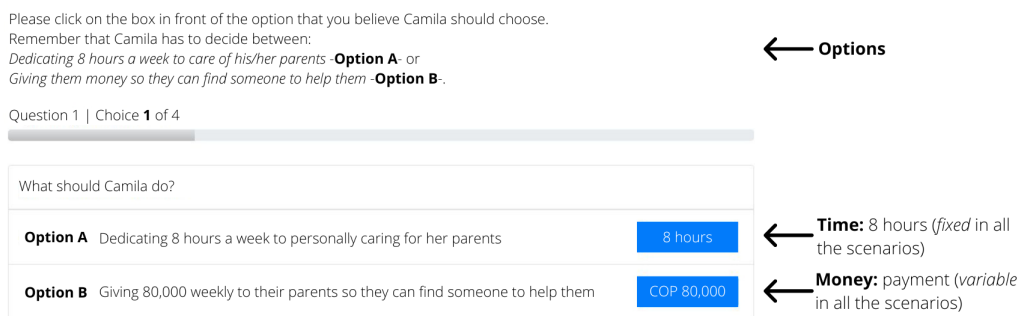 Please click on the box in front of the option that you believe Camila should choose.
Remember that Camila has to decide between:
Dedicating 8 hours a week to care of his/her parents -Option A- or
Giving them money so they can find someone to help them -Option B-.
Options
Question 1 | Choice 1 of 4
What should Camila do?
Option A Dedicating 8 hours a week to personally caring for her parents 8 hours
Time: 8 hours (fixed in all
the scenarios)
Option B Giving 80,000 weekly to their parents so they can find someone to help them COP 80,000
Money: payment (variable
in all the scenarios)